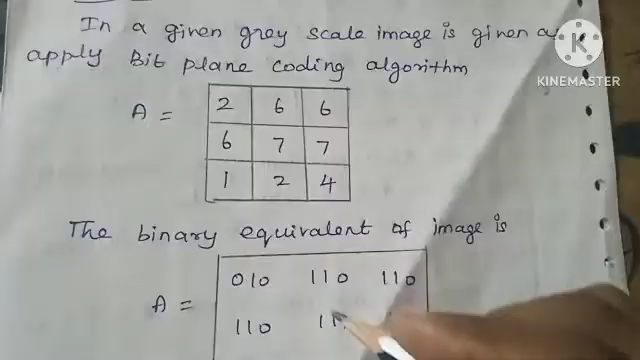 In a given grey scale image is given a
apply Bit plane coding algorithm
KINEMASTER
A =
2 6 6
6 7 7
1 2 4
The binary equivalent of image is
A =
010 110 110
110